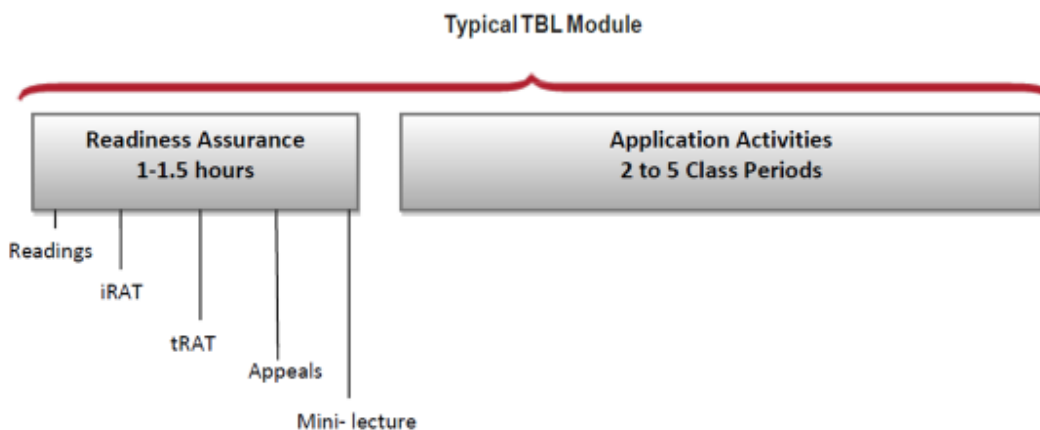 Typical TBL Module
Readiness Assurance
1-1.5 hours
Application Activities
2 to 5 Class Periods
Readings
iRAT
tRAT
Appeals
Mini- lecture